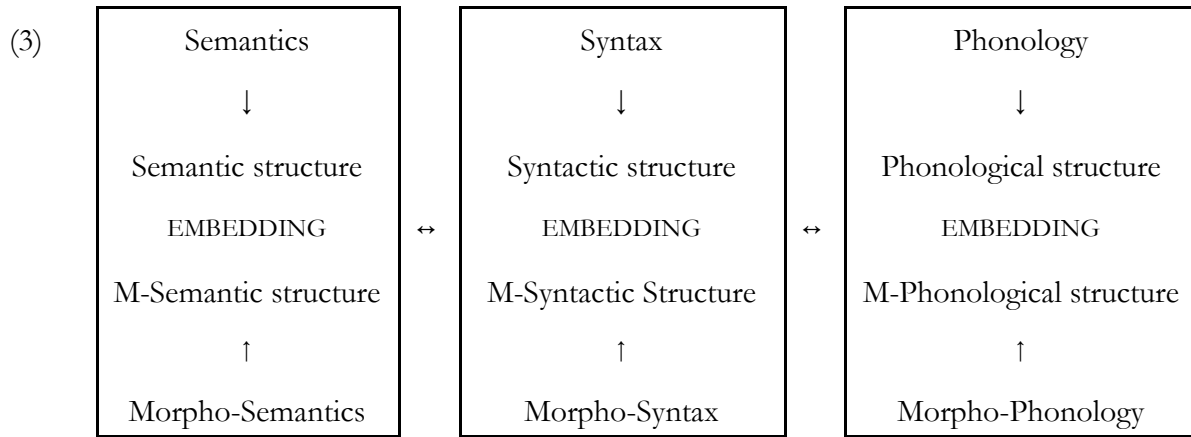 (3) Semantics Syntax Phonology
↓ ↓ ↓
Semantic structure Syntactic structure Phonological structure
EMBEDDING ↔ EMBEDDING ↔ EMBEDDING
M-Semantic structure M-Syntactic Structure M-Phonological structure
↑ ↑ ↑
Morpho-Semantics Morpho-Syntax Morpho-Phonology